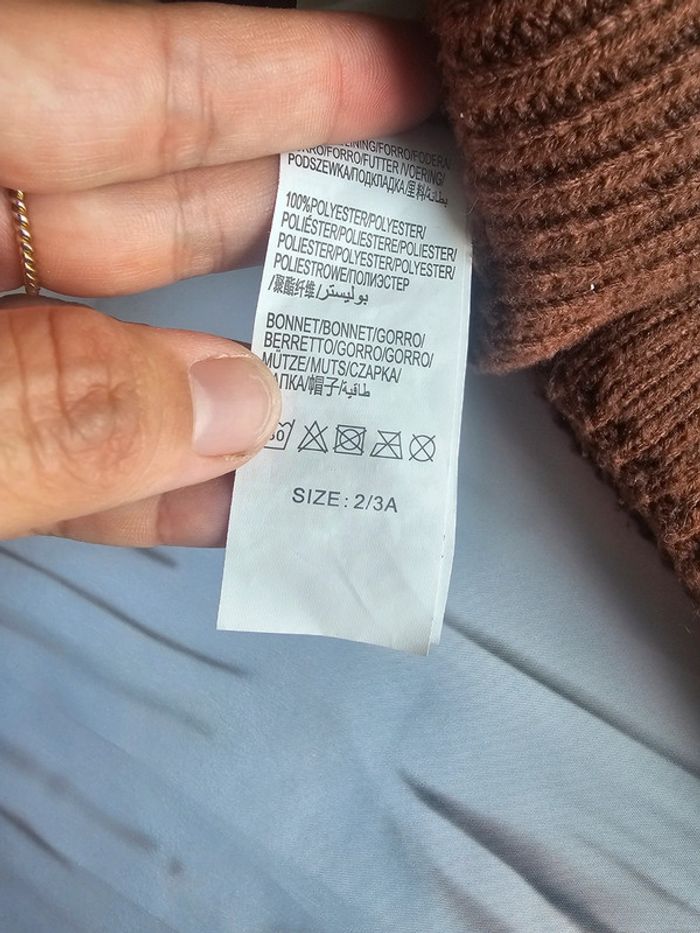 FORRO/FORRO/FUTTER/VOERING/
PODSZEWKA/ПОДКЛАДКА/里料/بطانة
100%POLYESTER/POLYESTER/
POLIÉSTER/POLIESTERE/POLIESTER/
POLIESTER/POLYESTER/POLYESTER/
POLIESTROWE/ПОЛИЭСТЕР
/聚酯纤维/بوليستر
BONNET/BONNET/GORRO/
BERRETTO/GORRO/GORRO/
MUTZE/MUTS/CZAPKA/
/帽子/طاقية
SIZE: 2/3A